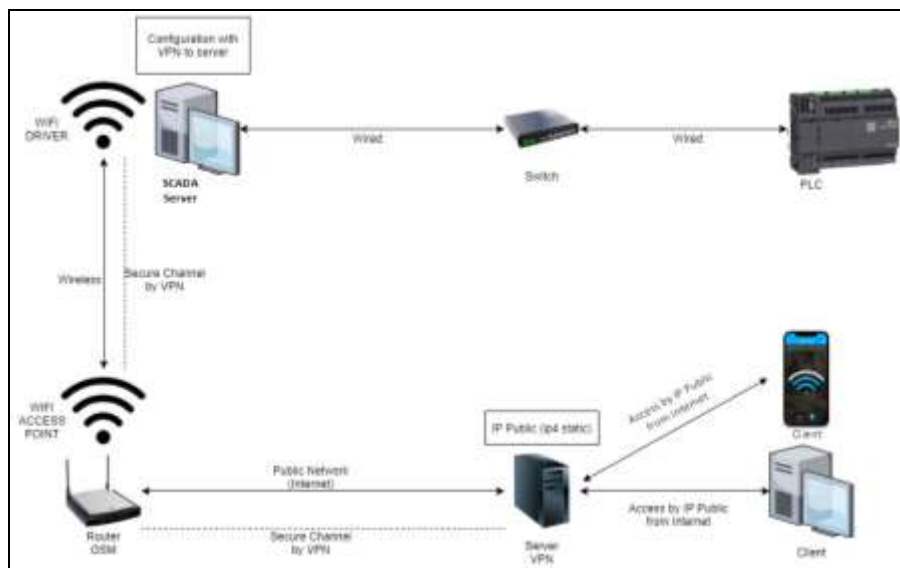 Configuration with
VPN to server
WIFI
DRIVER
SCADA
Server
Wired
Switch
Wired
PLC
Wireless
Secure Channel
by VPN
WIFI
ACCESS
POINT
IP Public (ip4 static)
Access by IP Public
from Internet
Client
Public Network
(Internet)
Router
GSM
Secure Channel
by VPN
Server
VPN
Access by IP Public
from Internet
Client